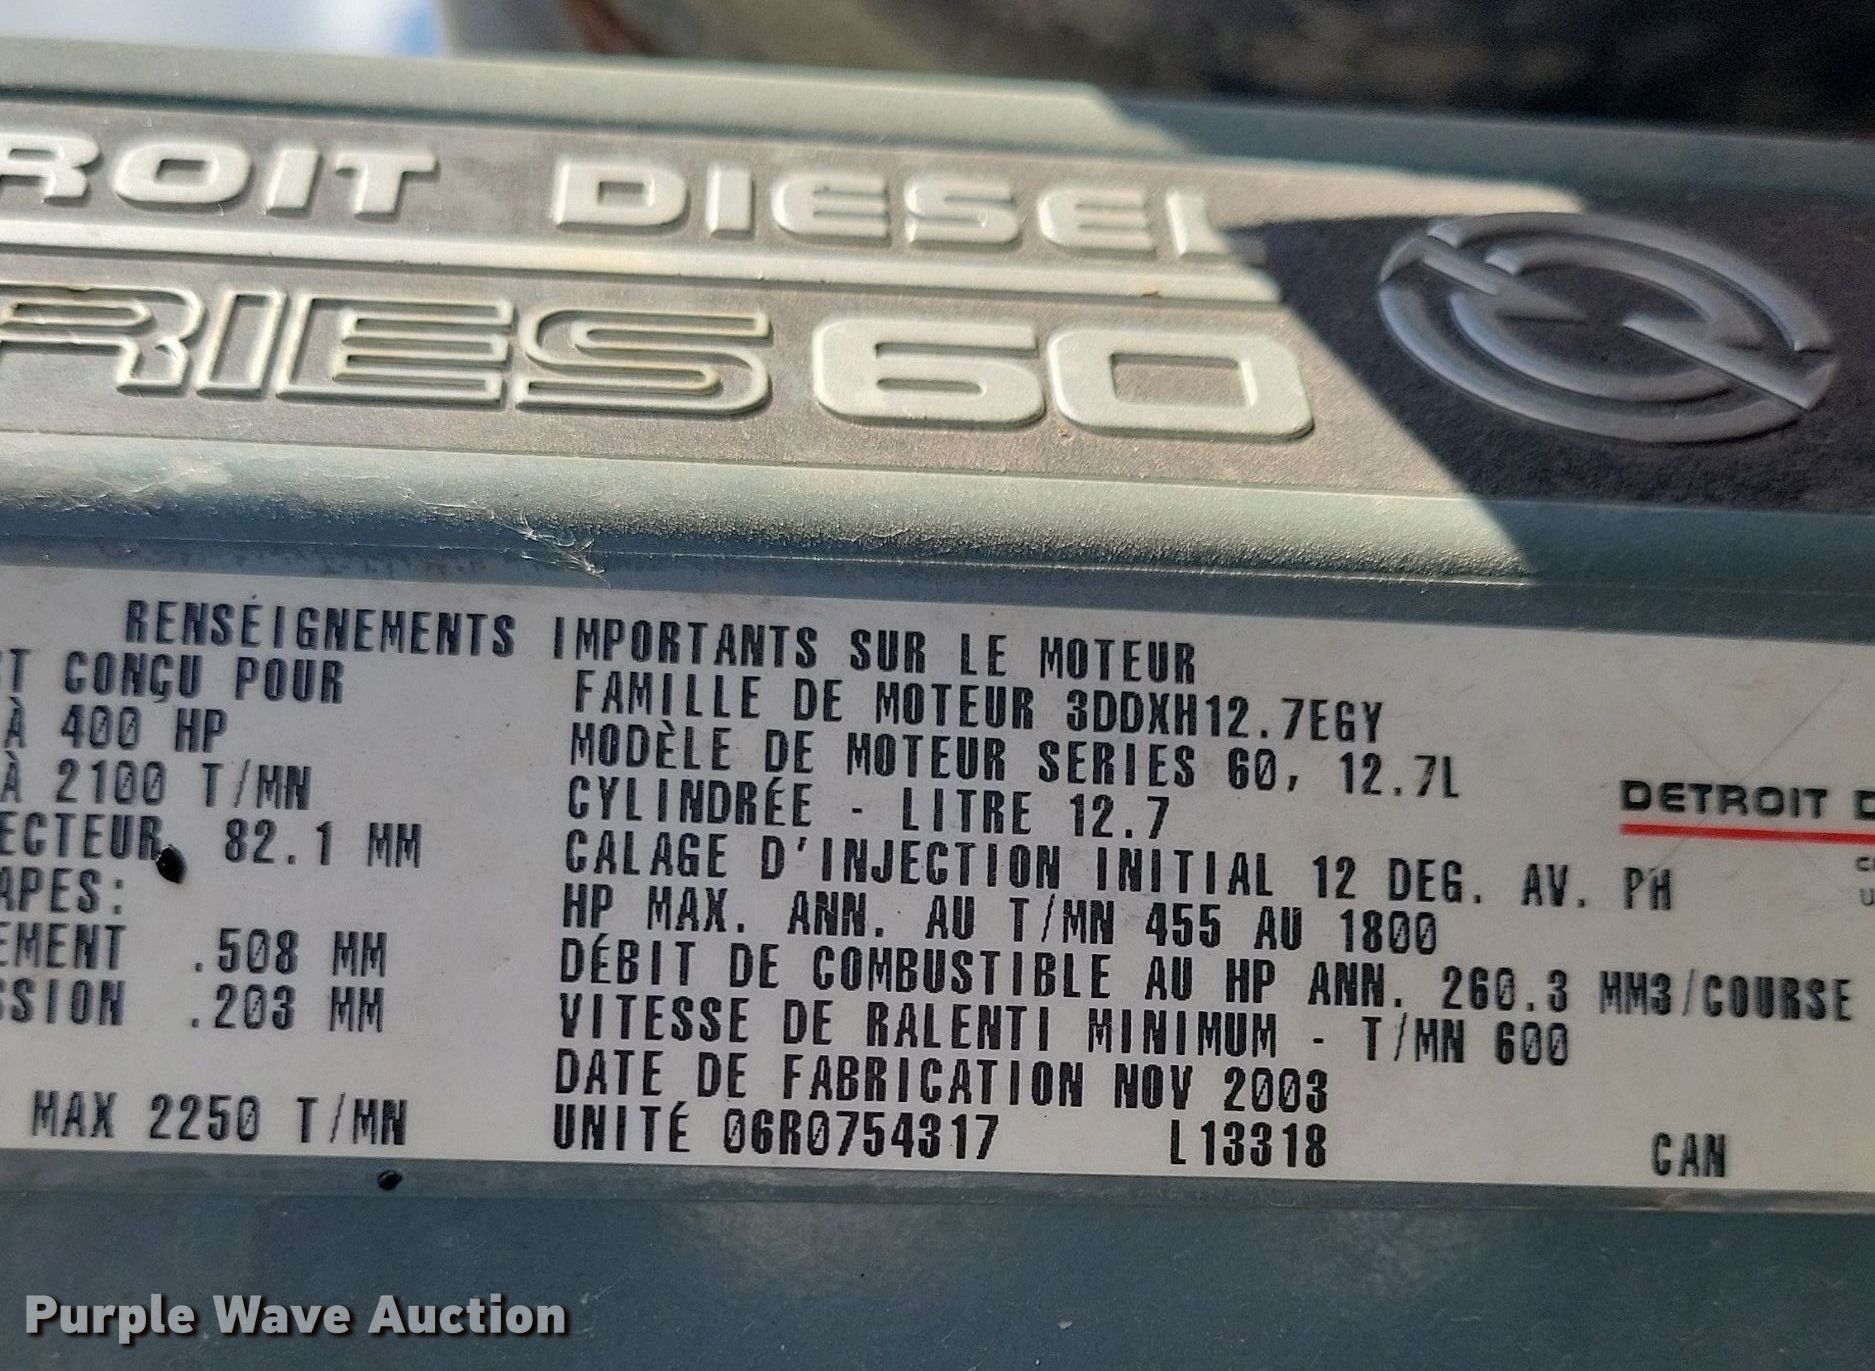 ROIT DIESEL
RIES 60
RENSEIGNEMENTS IMPORTANTS SUR LE MOTEUR
CONÇU POUR
À 400 HP
À 2100 T/MN
ECTEUR 82.1 MM
APES:
EMENT .508 MM
SSION .203 MM
MAX 2250 T/MN
FAMILLE DE MOTEUR 3DDXH12.7EGY
MODÈLE DE MOTEUR SERIES 60, 12.7L
CYLINDRÉE - LITRE 12.7
CALAGE D'INJECTION INITIAL 12 DEG. AV. PH
HP MAX. ANN. AU T/MN 455 AU 1800
DÉBIT DE COMBUSTIBLE AU HP ANN. 260.3 MM3/COURSE
VITESSE DE RALENTI MINIMUM - T/MN 600
DATE DE FABRICATION NOV 2003
UNITÉ 06R0754317 L13318 CAN
DETROIT D
Purple Wave Auction